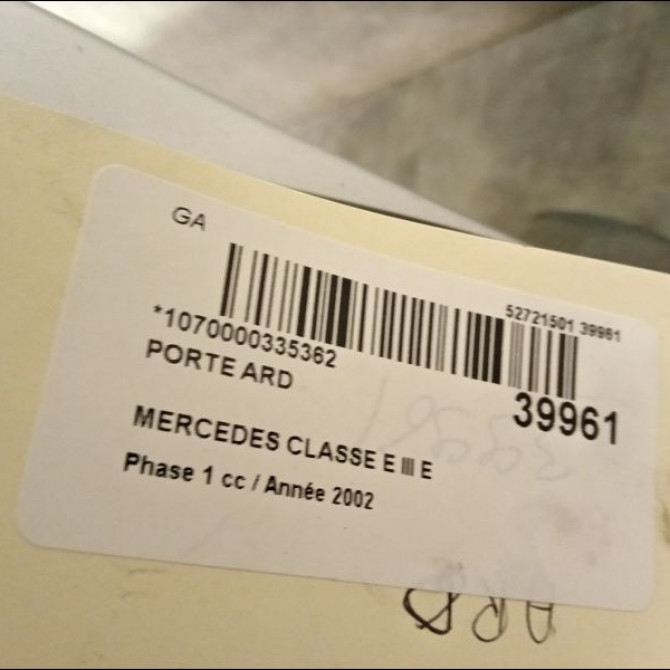 GA
52721501 39961
*1070000335362
PORTE ARD
39961
MERCEDES CLASSE E III E
Phase 1 cc / Année 2002